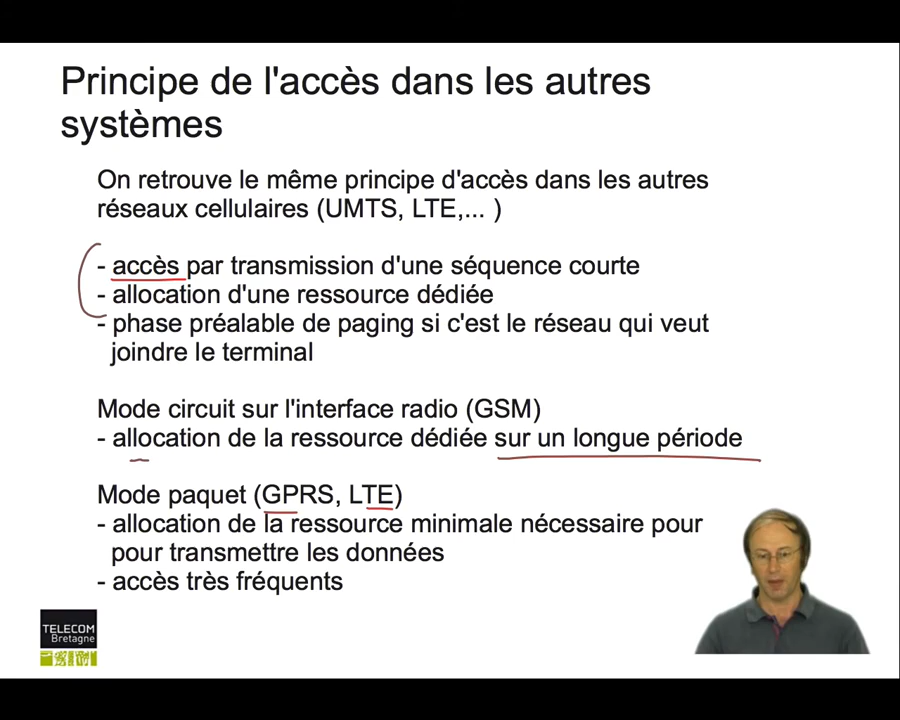 Principe de l'accès dans les autres
systèmes
On retrouve le même principe d'accès dans les autres
réseaux cellulaires (UMTS, LTE,... )
- accès par transmission d'une séquence courte
- allocation d'une ressource dédiée
- phase préalable de paging si c'est le réseau qui veut
joindre le terminal
Mode circuit sur l'interface radio (GSM)
- allocation de la ressource dédiée sur un longue période
Mode paquet (GPRS, LTE)
- allocation de la ressource minimale nécessaire pour
pour transmettre les données
- accès très fréquents
TELECOM
Bretagne